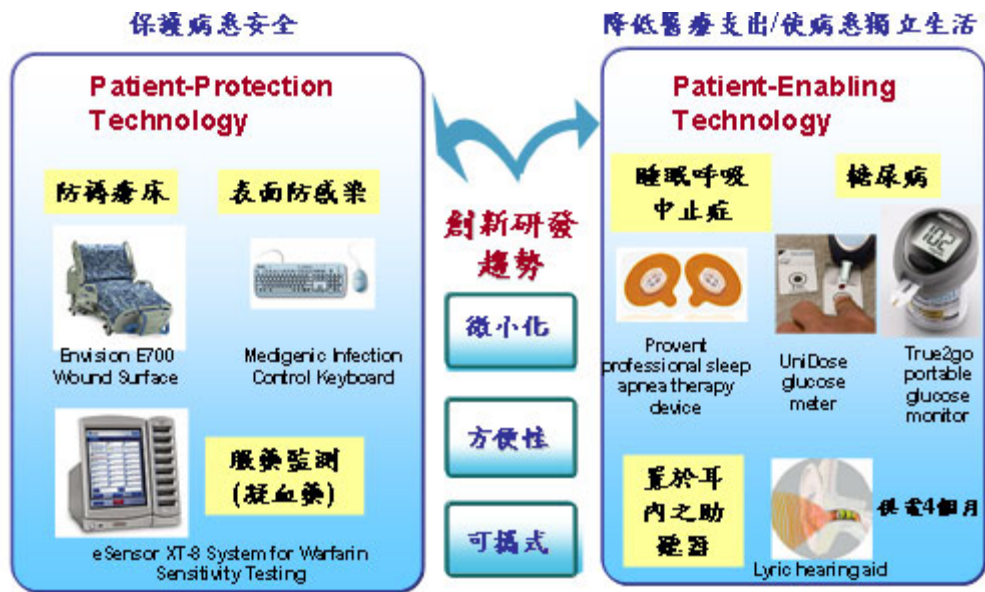 保護病患安全
Patient-Protection
Technology
防褥瘡床
表面防感染
Envision E700
Wound Surface
Medigenic Infection
Control Keyboard
服藥監測
(凝血藥)
eSensor XT-8 System for Warfarin
Sensitivity Testing
創新研發
趨勢
微小化
方便性
可攜式
降低醫療支出/使病患獨立生活
Patient-Enabling
Technology
睡眠呼吸
中止症
糖尿病
102
Provent
professional sleep
apnea therapy
device
UniDose
glucose
meter
True2go
portable
glucose
monitor
置於耳
內之助
聽器
供電4個月
Lyric hearing aid